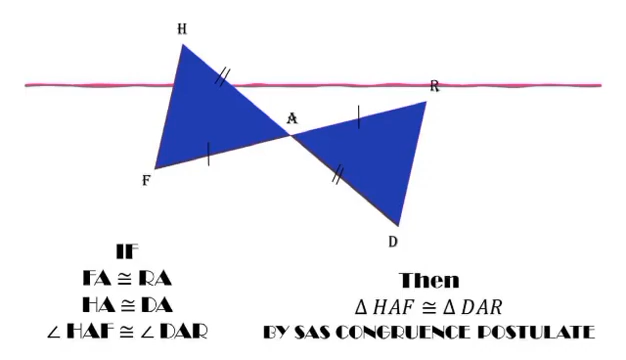 H
R
A
F
D
IF
FA ≅ RA
HA ≅ DA
∠ HAF ≅ ∠ DAR
Then
Δ HAF ≅ Δ DAR
BY SAS CONGRUENCE POSTULATE